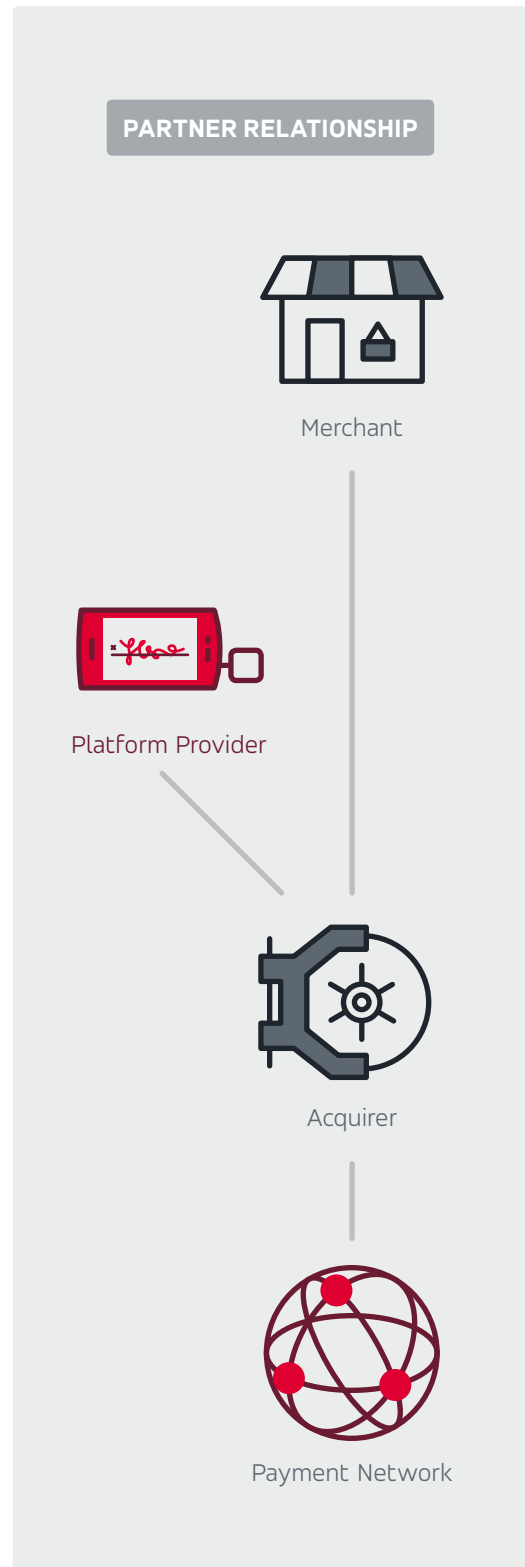 PARTNER RELATIONSHIP
Merchant
Platform Provider
Acquirer
Payment Network